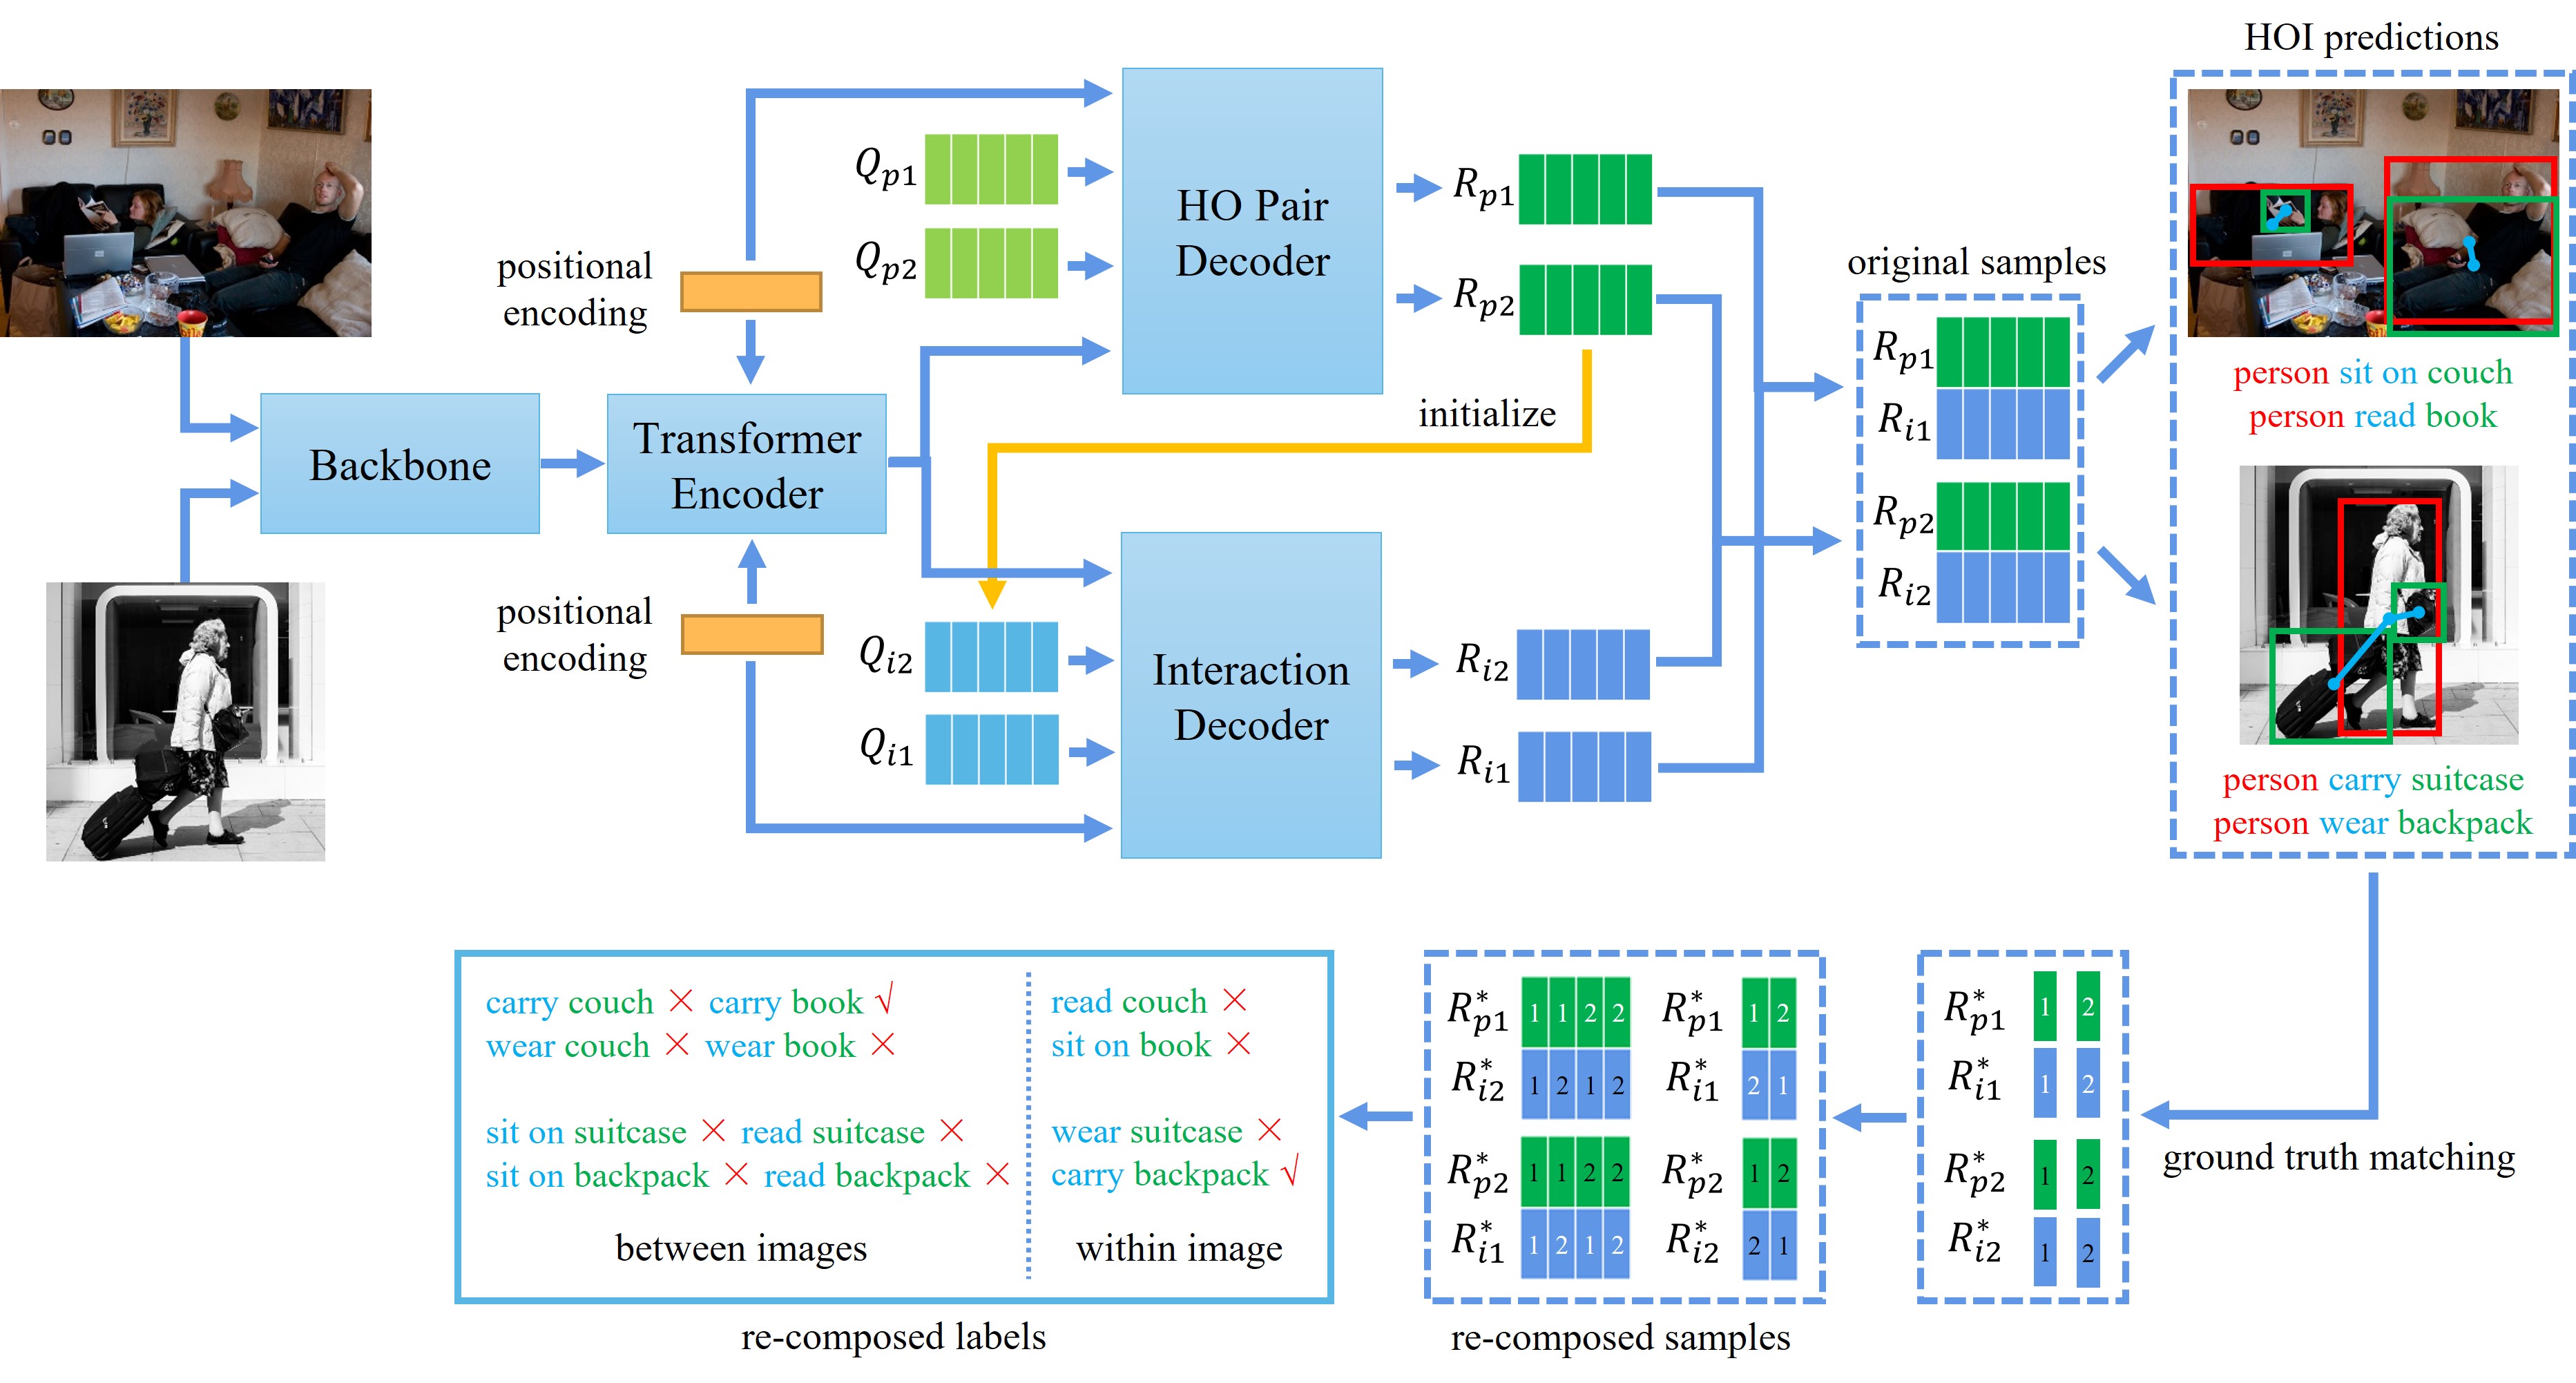 HOI predictions
positional
encoding
Q_{p1}
Q_{p2}
HO Pair
Decoder
R_{p1}
R_{p2}
original samples
R_{p1}
R_{i1}
R_{p2}
R_{i2}
person sit on couch
person read book
initialize
Backbone
Transformer
Encoder
positional
encoding
Q_{i2}
Q_{i1}
Interaction
Decoder
R_{i2}
R_{i1}
person carry suitcase
person wear backpack
carry couch × carry book √
wear couch × wear book ×
sit on suitcase × read suitcase ×
sit on backpack × read backpack ×
between images
read couch ×
sit on book ×
wear suitcase ×
carry backpack √
within image
re-composed labels
R^*_{p1} 1 1 2 2
R^*_{i2} 1 2 1 2
R^*_{p2} 1 1 2 2
R^*_{i1} 1 2 1 2
R^*_{p1} 1 2
R^*_{i1} 2 1
R^*_{p2} 1 2
R^*_{i2} 2 1
re-composed samples
R^*_{p1} 1 2
R^*_{i1} 1 2
R^*_{p2} 1 2
R^*_{i2} 1 2
ground truth matching